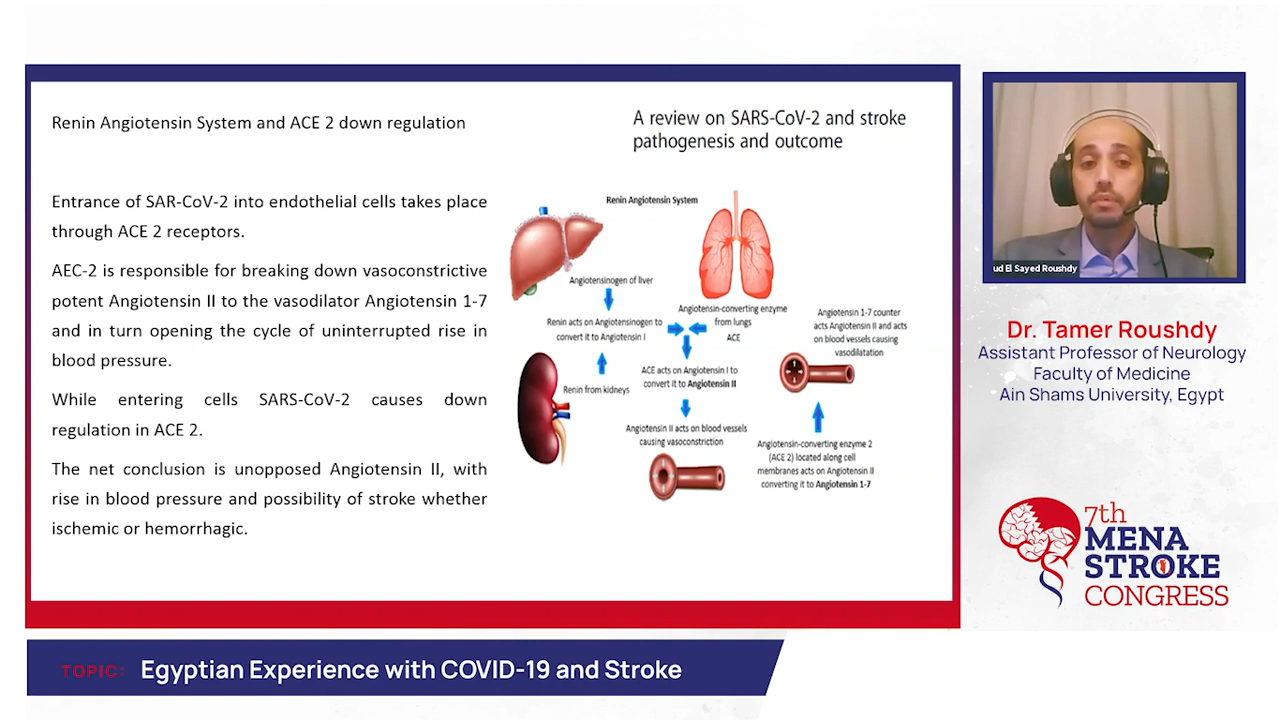 Renin Angiotensin System and ACE 2 down regulation
Entrance of SAR-CoV-2 into endothelial cells takes place
through ACE 2 receptors.
AEC-2 is responsible for breaking down vasoconstrictive
potent Angiotensin II to the vasodilator Angiotensin 1-7
and in turn opening the cycle of uninterrupted rise in
blood pressure.
While entering cells SARS-CoV-2 causes down
regulation in ACE 2.
The net conclusion is unopposed Angiotensin II, with
rise in blood pressure and possibility of stroke whether
ischemic or hemorrhagic.
A review on SARS-CoV-2 and stroke
pathogenesis and outcome
Renin Angiotensin System
Angiotensinogen of liver
Renin acts on Angiotensinogen to
convert it to Angiotensin I
Renin from kidneys
Angiotensin-converting enzyme
from lungs
ACE
ACE acts on Angiotensin I to
convert it to Angiotensin II
Angiotensin II acts on blood vessels
causing vasoconstriction
Angiotensin 1-7 counter
acts Angiotensin II and acts
on blood vessels causing
vasodilatation
Angiotensin-converting enzyme 2
(ACE 2) located along cell
membranes acts on Angiotensin II
converting it to Angiotensin 1-7
ud El Sayed Roushdy
Dr. Tamer Roushdy
Assistant Professor of Neurology
Faculty of Medicine
Ain Shams University, Egypt
7th
MENA
STROKE
CONGRESS
TOPIC: Egyptian Experience with COVID-19 and Stroke